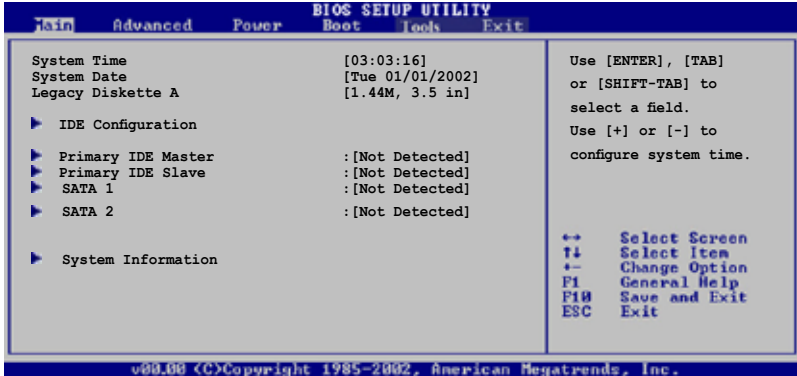 BIOS SETUP UTILITY
Main Advanced Power Boot Tools Exit
System Time [03:03:16]
System Date [Tue 01/01/2002]
Legacy Diskette A [1.44M, 3.5 in]
IDE Configuration
Primary IDE Master :[Not Detected]
Primary IDE Slave :[Not Detected]
SATA 1 :[Not Detected]
SATA 2 :[Not Detected]
System Information
Use [ENTER], [TAB]
or [SHIFT-TAB] to
select a field.
Use [+] or [-] to
configure system time.
↔ Select Screen
↑↓ Select Item
+- Change Option
F1 General Help
F10 Save and Exit
ESC Exit
v00.00 (C)Copyright 1985-2002, American Megatrends, Inc.